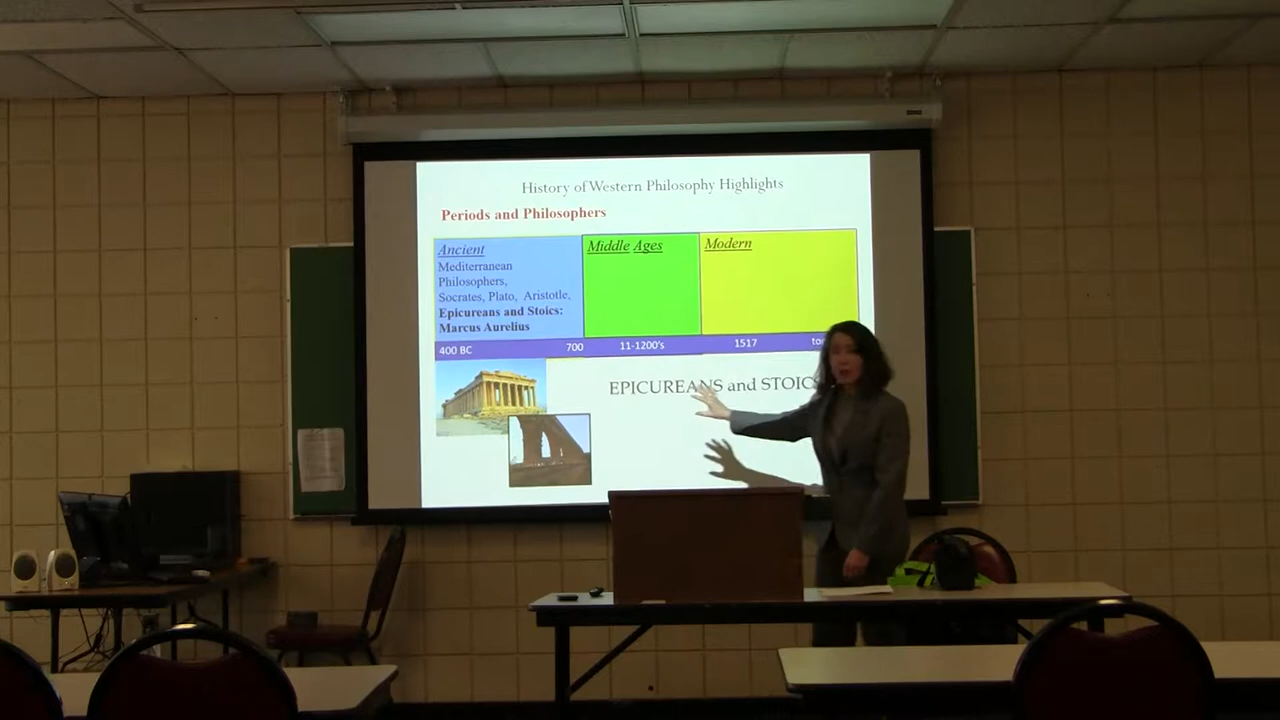 History of Western Philosophy Highlights
Periods and Philosophers
Ancient
Mediterranean
Philosophers,
Socrates, Plato, Aristotle,
Epicureans and Stoics:
Marcus Aurelius
Middle Ages
Modern
400 BC 700 11-1200's 1517
EPICUREANS and STOICS